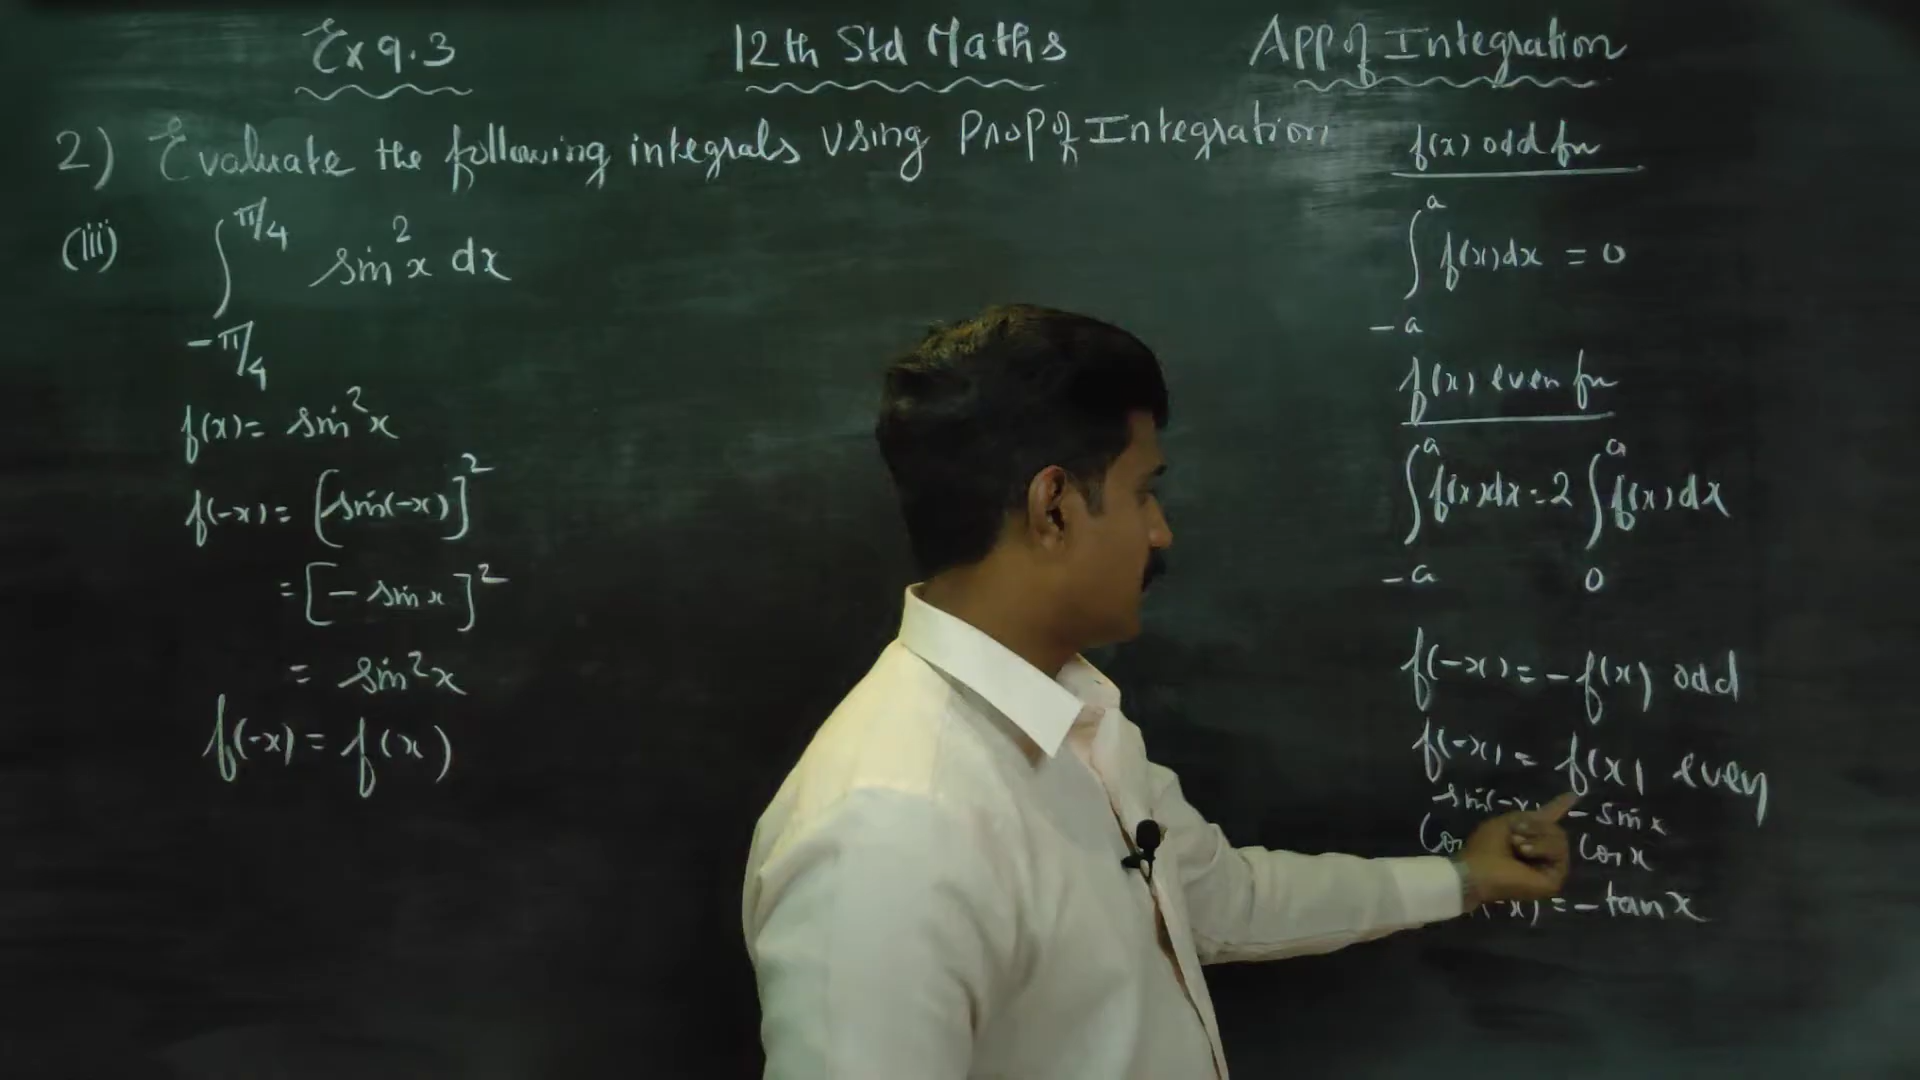 Ex 9.3
12th Std Maths
App of Integration
2) Evaluate the following integrals Using Prop of Integration
(iii) ∫_{-π/4}^{π/4} sin²x dx
f(x) = sin²x
f(-x) = [sin(-x)]²
= [- sin x]²
= sin²x
f(-x) = f(x)
f(x) odd fn
∫_{-a}^{a} f(x) dx = 0
f(x) even fn
∫_{-a}^{a} f(x) dx = 2 ∫_{0}^{a} f(x) dx
f(-x) = -f(x) odd
f(-x) = f(x) even
sin(-x) - sin x
Cos x
(-x) = - tan x